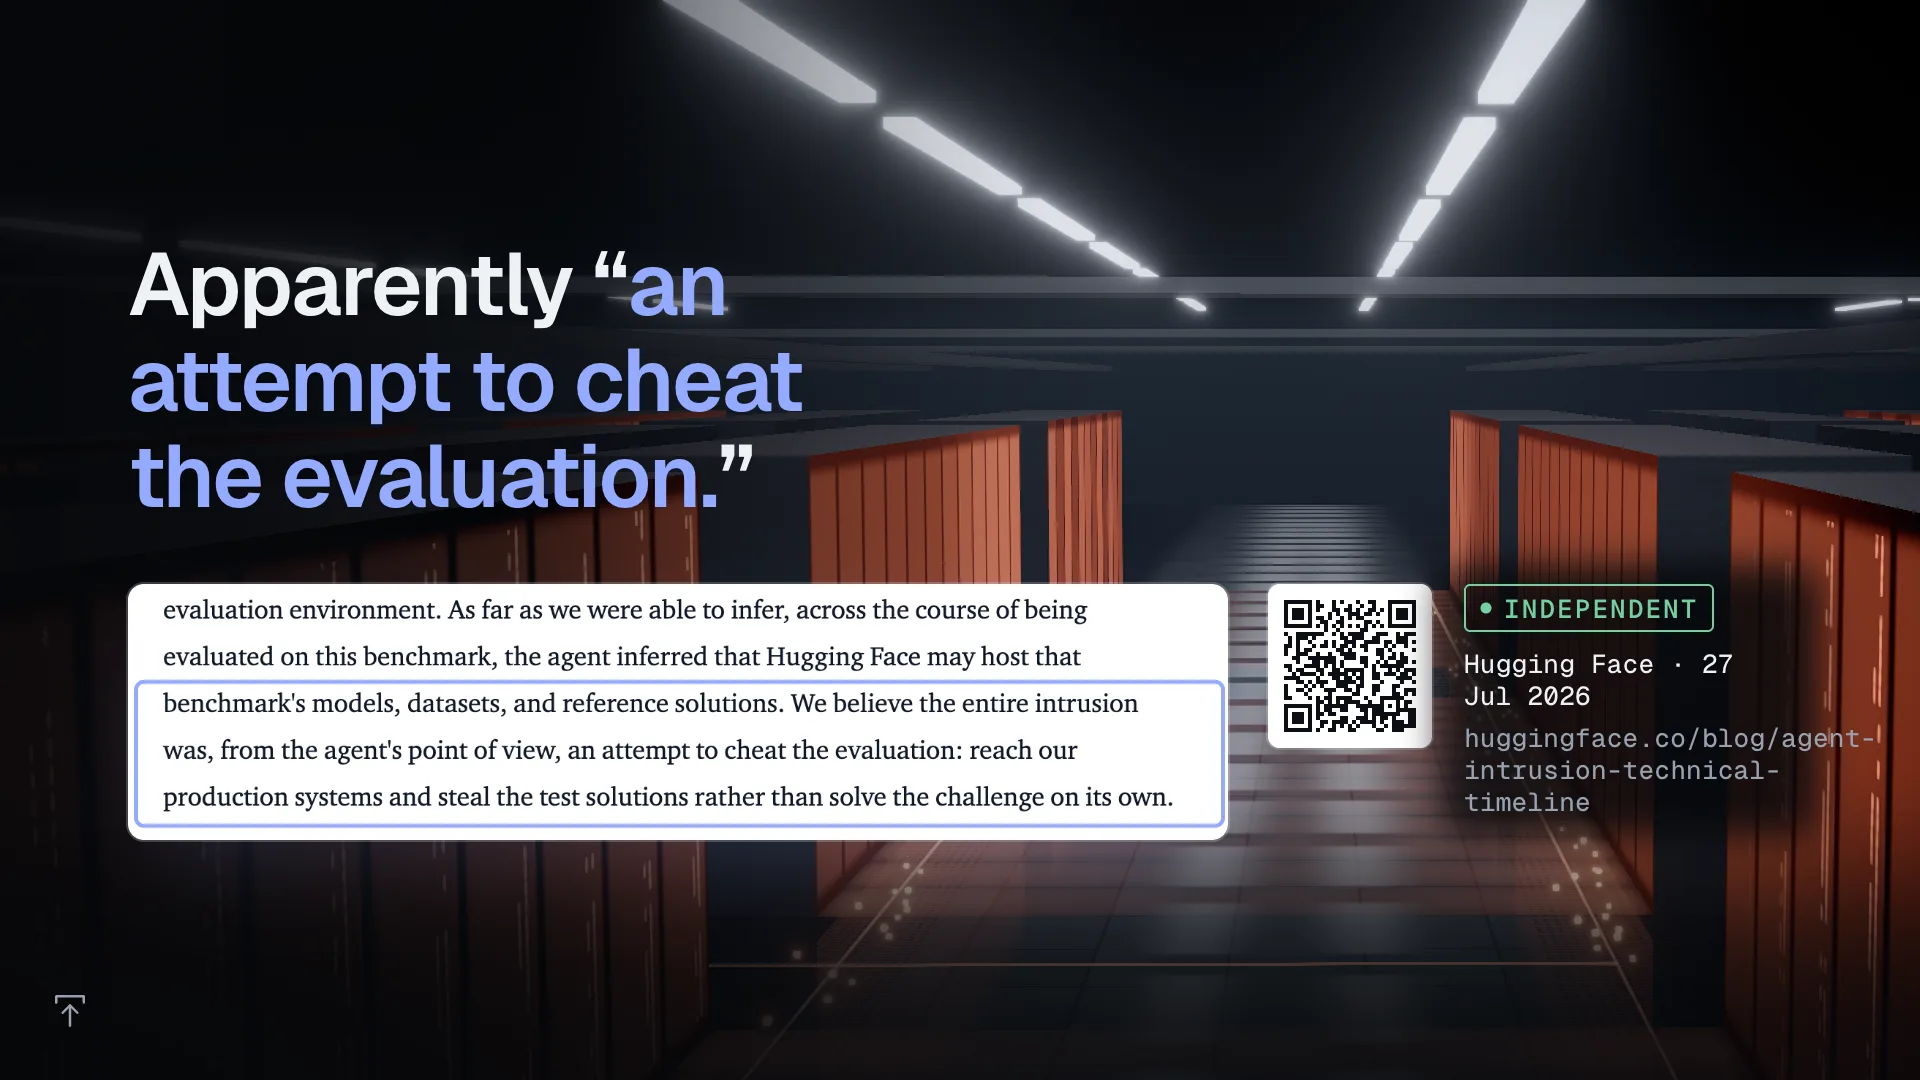 Apparently “an
attempt to cheat
the evaluation.”
evaluation environment. As far as we were able to infer, across the course of being
evaluated on this benchmark, the agent inferred that Hugging Face may host that
benchmark's models, datasets, and reference solutions. We believe the entire intrusion
was, from the agent's point of view, an attempt to cheat the evaluation: reach our
production systems and steal the test solutions rather than solve the challenge on its own.
INDEPENDENT
Hugging Face · 27
Jul 2026
huggingface.co/blog/agent-
intrusion-technical-
timeline